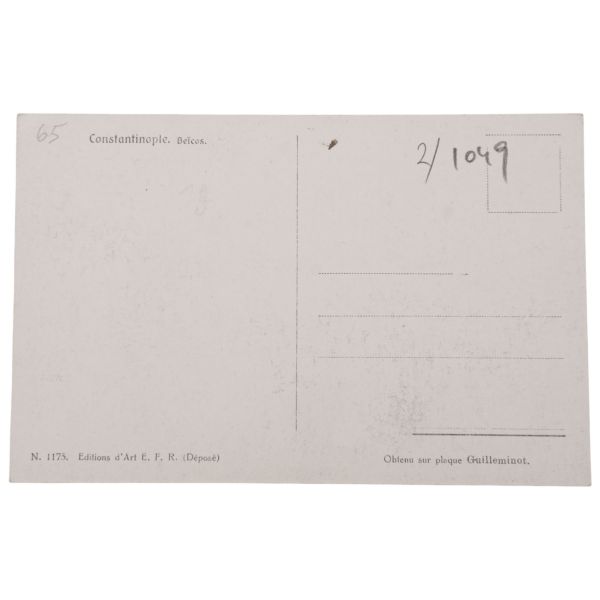 65
Constantinople. Beïcos.
2/1049
N. 1175. Editions d'Art E. F. R. (Déposé)
Obtenu sur plaque Guilleminot.